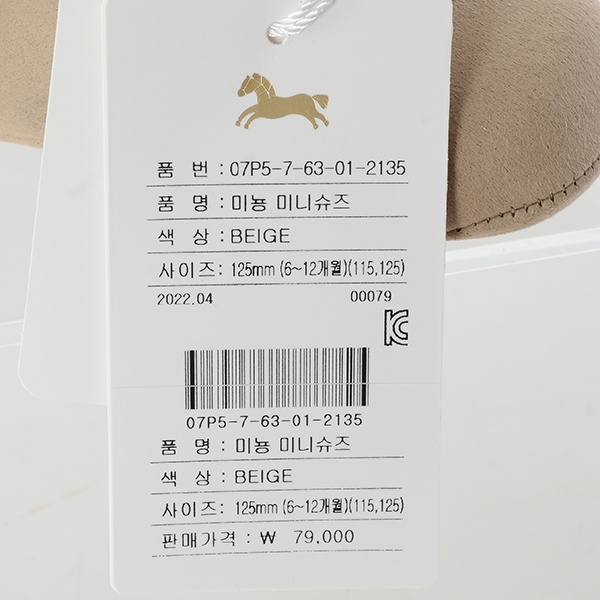 품 번 : 07P5-7-63-01-2135
품 명 : 미뇽 미니슈즈
색 상 : BEIGE
사이즈: 125mm (6~12개월)(115,125)
2022.04 00079
07P5-7-63-01-2135
품 명 : 미뇽 미니슈즈
색 상 : BEIGE
사이즈: 125mm (6~12개월)(115,125)
판매가격 : ₩ 79,000